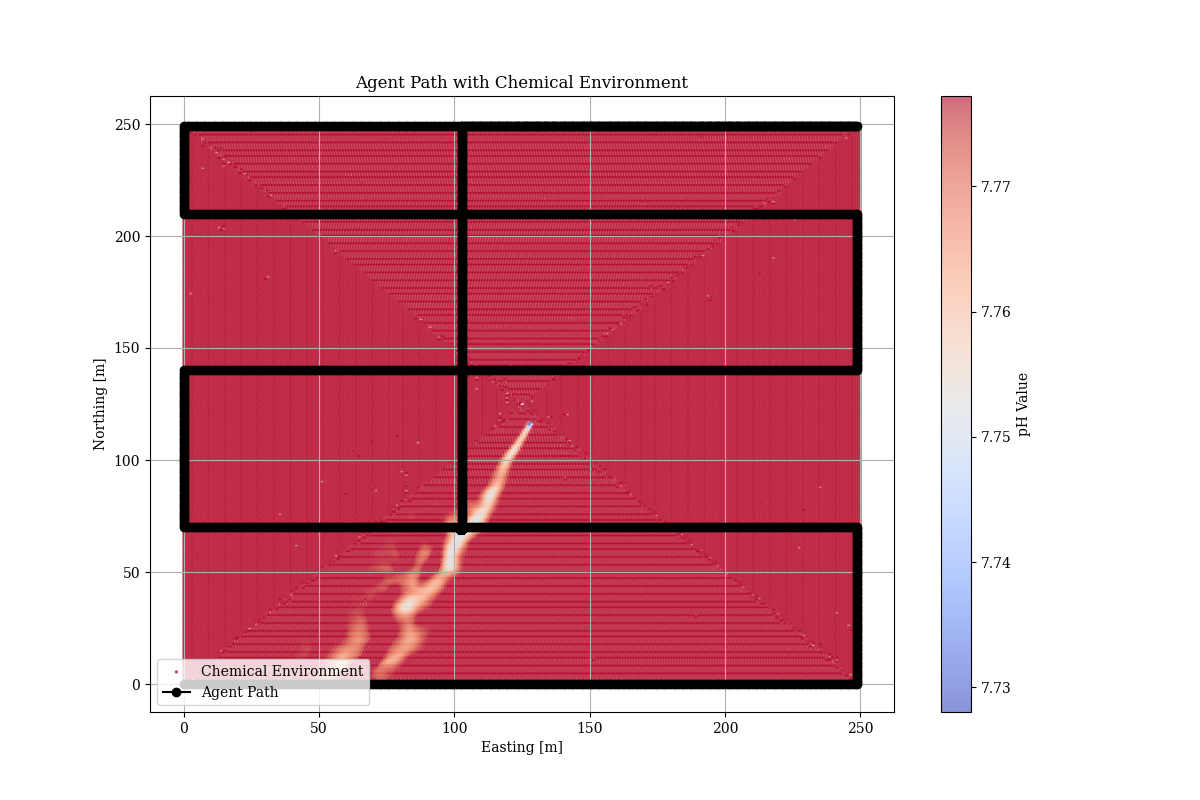 Agent Path with Chemical Environment
250
200
150
100
50
0
Northing [m]
0 50 100 150 200 250
Easting [m]
Chemical Environment
Agent Path
7.77
7.76
7.75
7.74
7.73
pH Value